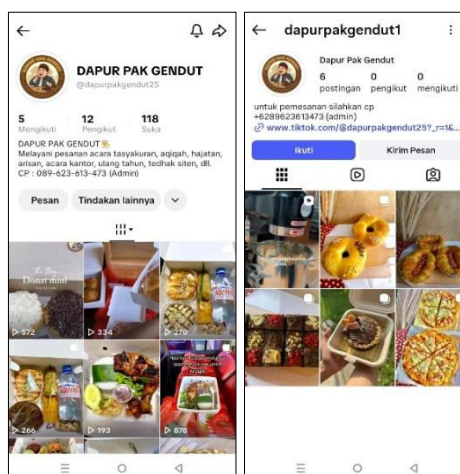 DAPUR PAK GENDUT
@dapurpakgendut25
5
Mengikuti
12
Pengikut
118
Suka
DAPUR PAK GENDUT
Melayani pesanan acara tasyakuran, aqiqah, hajatan,
arisan, acara kantor, ulang tahun, tedhak siten, dll.
CP : 089-623-613-473 (Admin)
Pesan
Tindakan lainnya
Donat mini
572
334
270
266
193
878
dapurpakgendut1
Dapur Pak Gendut
6
postingan
0
pengikut
0
mengikuti
untuk pemesanan silahkan cp
+6289623613473 (admin)
www.tiktok.com/@dapurpakgendut25?_r=1&...
Ikuti
Kirim Pesan